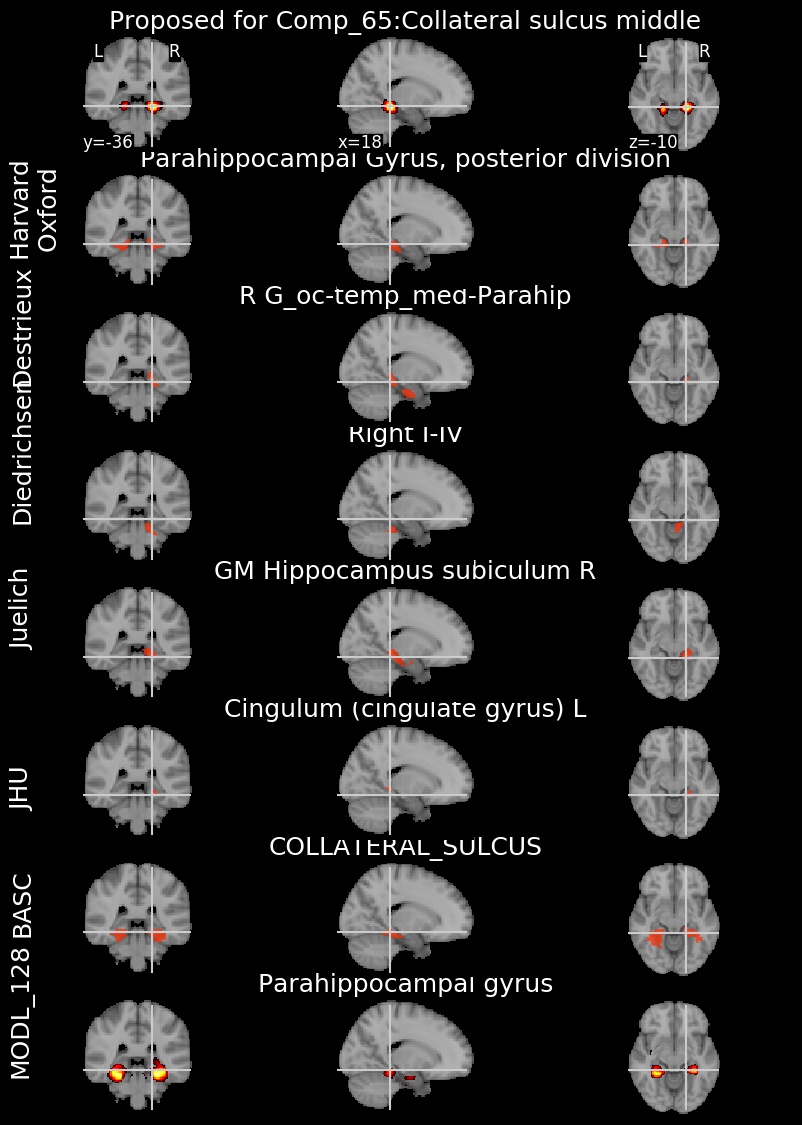 Proposed for Comp_65:Collateral sulcus middle
L R L R
y=-36 x=18 z=-10
Parahippocampal Gyrus, posterior division
Harvard
Oxford
R G_oc-temp_med-Parahip
Destrieux
Right I-IV
Diedrichsen
GM Hippocampus subiculum R
Juelich
Cingulum (cingulate gyrus) L
JHU
COLLATERAL_SULCUS
BASC
Parahippocampal gyrus
MODL_128